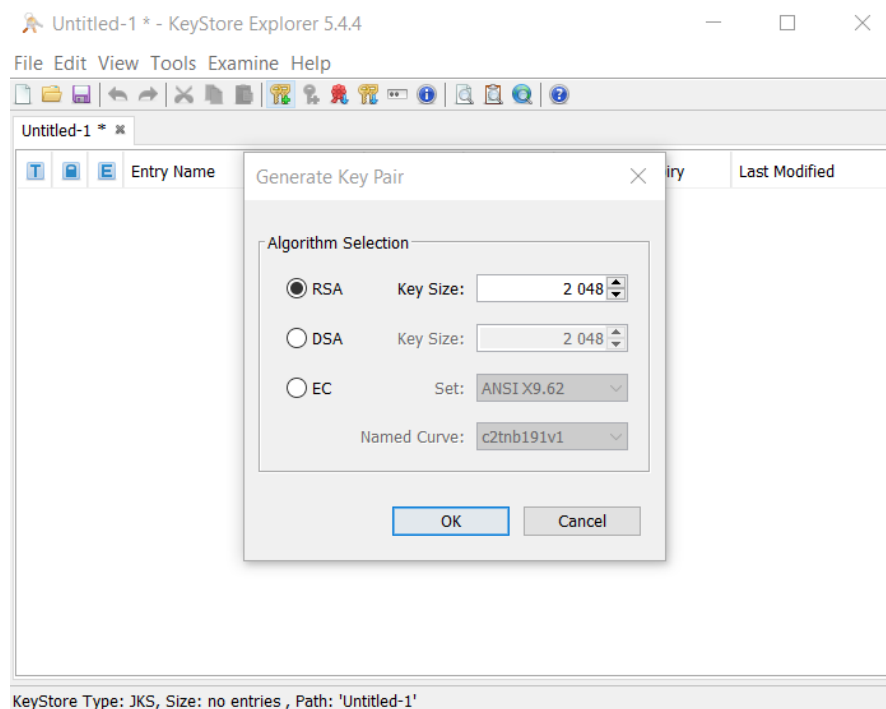 Untitled-1 * - KeyStore Explorer 5.4.4
File Edit View Tools Examine Help
Untitled-1 *
T E Entry Name iry Last Modified
Generate Key Pair
Algorithm Selection
RSA Key Size: 2 048
DSA Key Size: 2 048
EC Set: ANSI X9.62
Named Curve: c2tnb191v1
OK Cancel
KeyStore Type: JKS, Size: no entries , Path: 'Untitled-1'